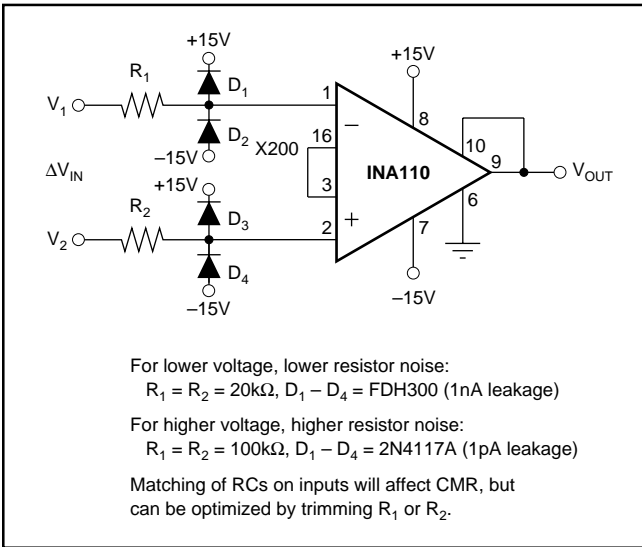 +15V
+15V
R1
D1
V1
1
8
D2
–
10
16
–15V
X200
INA110
9
VOUT
ΔVIN
+15V
3
6
R2
D3
+
V2
2
7
D4
–15V
–15V
For lower voltage, lower resistor noise:
R1 = R2 = 20kΩ, D1 – D4 = FDH300 (1nA leakage)
For higher voltage, higher resistor noise:
R1 = R2 = 100kΩ, D1 – D4 = 2N4117A (1pA leakage)
Matching of RCs on inputs will affect CMR, but
can be optimized by trimming R1 or R2.